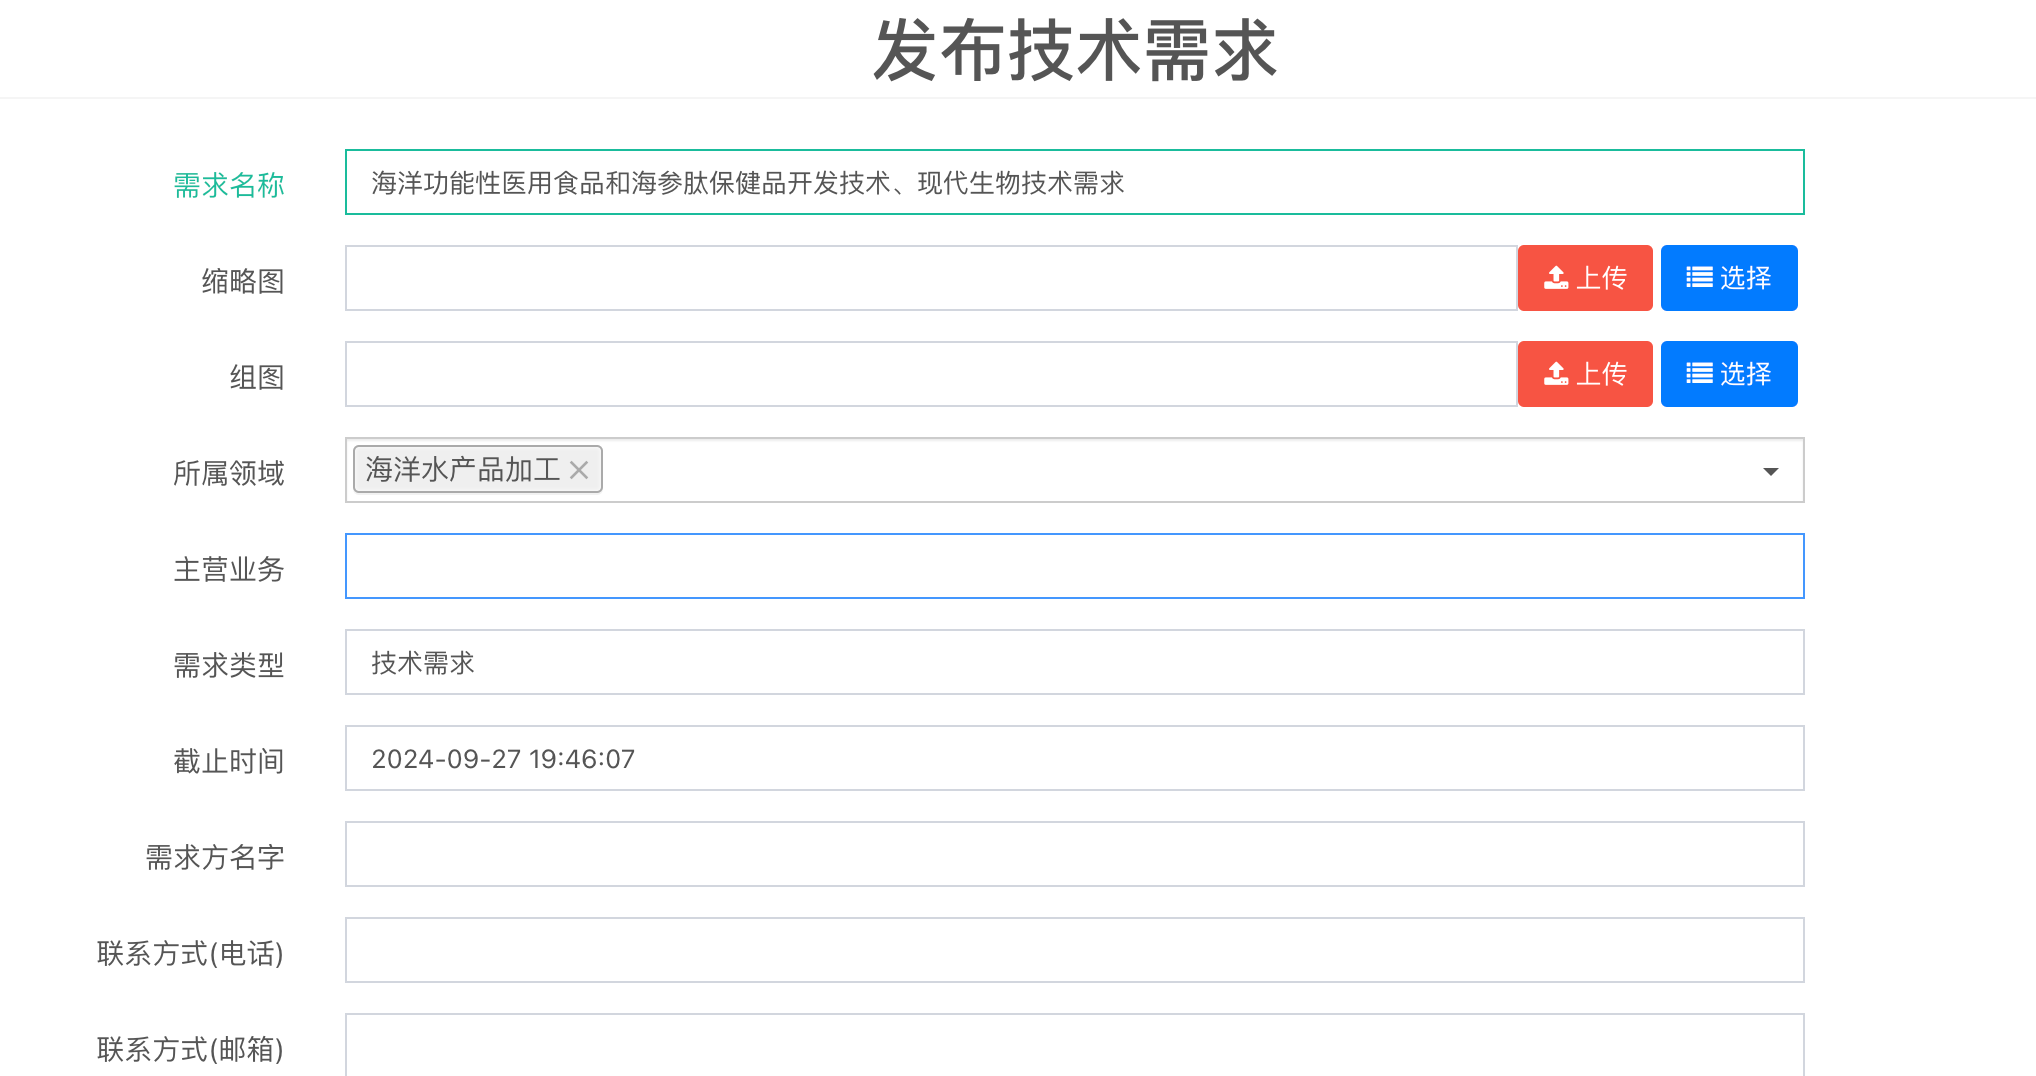 发布技术需求
需求名称 海洋功能性医用食品和海参肽保健品开发技术、现代生物技术需求
缩略图 上传 选择
组图 上传 选择
所属领域 海洋水产品加工 ×
主营业务
需求类型 技术需求
截止时间 2024-09-27 19:46:07
需求方名字
联系方式(电话)
联系方式(邮箱)